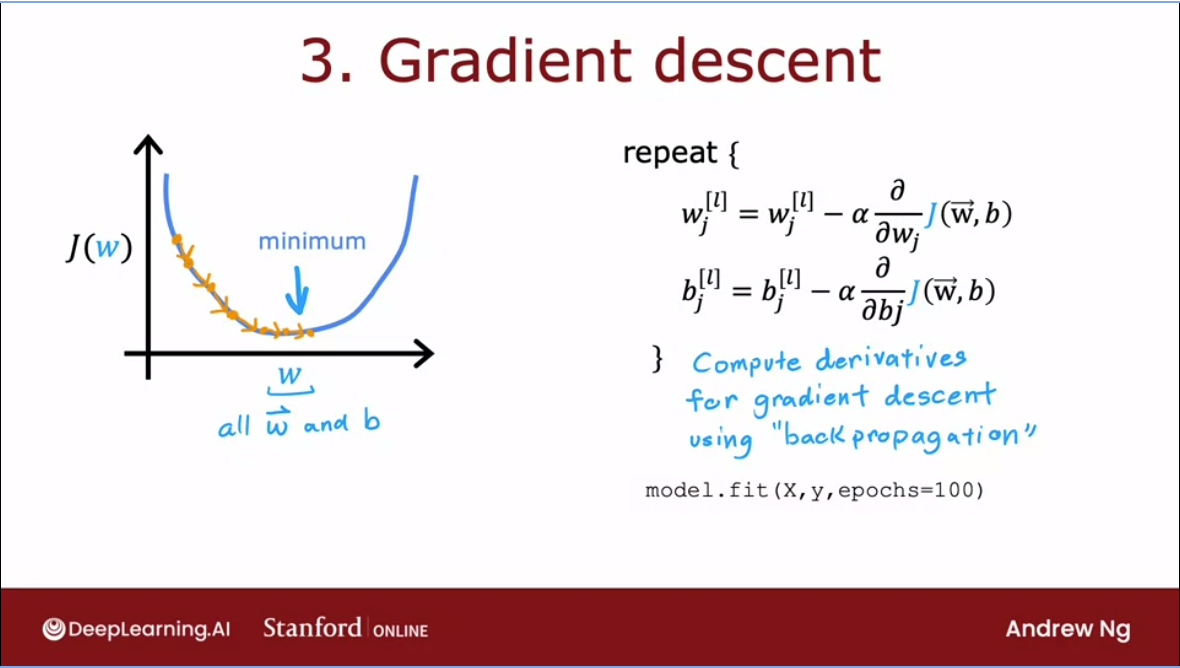 3. Gradient descent
J(w)
minimum
w
all w⃗ and b
repeat {
w_j^[l] = w_j^[l] − α ∂/∂w_j J(w⃗, b)
b_j^[l] = b_j^[l] − α ∂/∂bj J(w⃗, b)
} Compute derivatives
for gradient descent
using "back propagation"
model.fit(X,y,epochs=100)
DeepLearning.AI Stanford ONLINE Andrew Ng